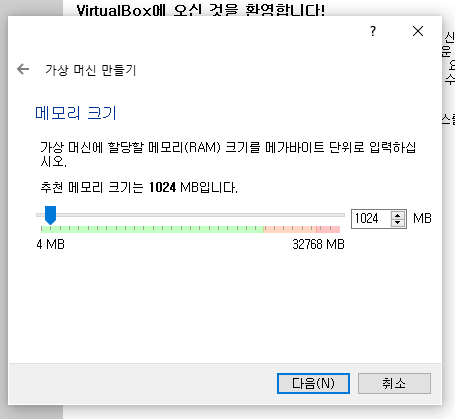 VirtualBox에 오신 것을 환영합니다!
?
가상 머신 만들기
신
운
요
수
메모리 크기
가상 머신에 할당할 메모리(RAM) 크기를 메가바이트 단위로 입력하십
시오.
추천 메모리 크기는 1024 MB입니다.
1024 MB
4 MB 32768 MB
다음(N) 취소